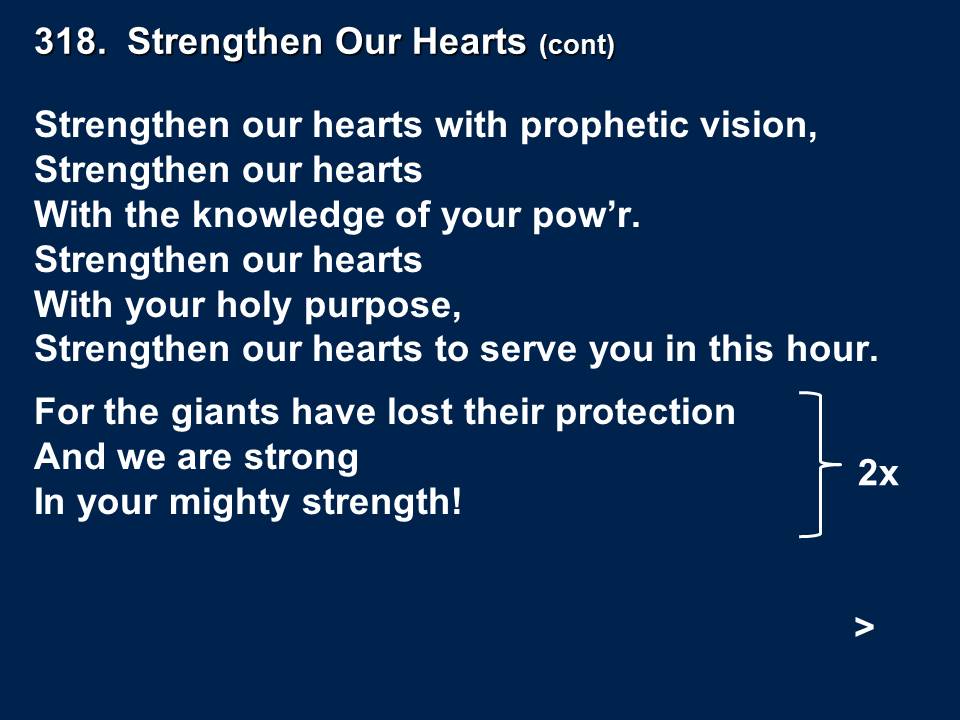 318.  Strengthen Our Hearts (cont)
Strengthen our hearts with prophetic vision,
Strengthen our hearts
With the knowledge of your pow’r.
Strengthen our hearts
With your holy purpose,
Strengthen our hearts to serve you in this hour.
For the giants have lost their protection
And we are strong
In your mighty strength!
2x
>